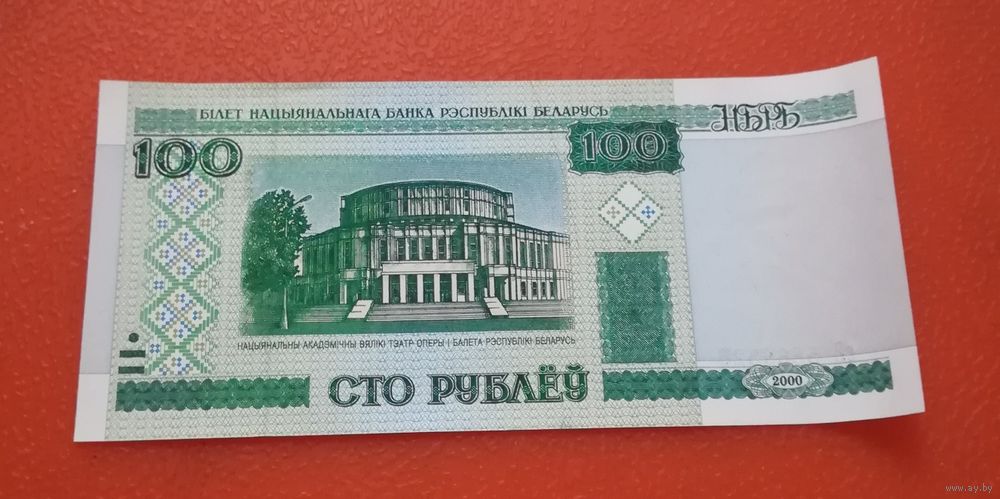 БІЛЕТ НАЦЫЯНАЛЬНАГА БАНКА РЭСПУБЛІКІ БЕЛАРУСЬ
НБРБ
100
100
НАЦЫЯНАЛЬНЫ АКАДЭМІЧНЫ ВЯЛІКІ ТЭАТР ОПЕРЫ І БАЛЕТА РЭСПУБЛІКІ БЕЛАРУСЬ
СТО РУБЛЁЎ
2000
© www.ay.by